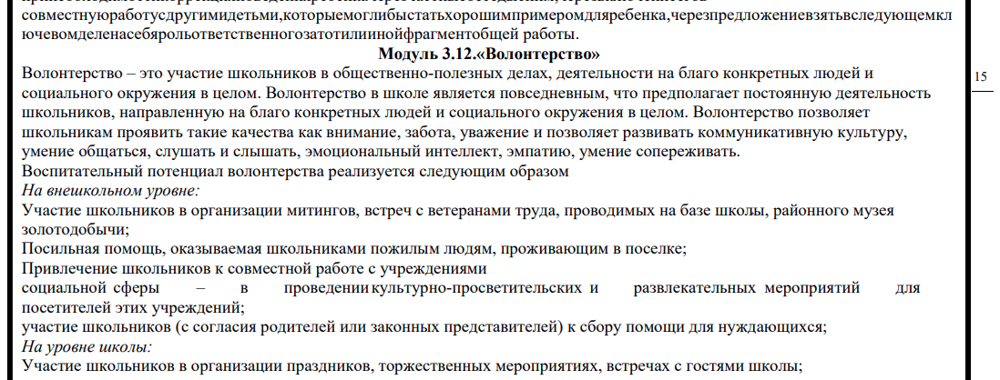 совместнуюработусдругимидетьми,которыемоглибыстатьхорошимпримеромдляребенка,черезпредложениевзятьвследующемкл
ючевомделенасебярольответственногозатотилиинойфрагментобщей работы.
Модуль 3.12.«Волонтерство»
Волонтерство – это участие школьников в общественно-полезных делах, деятельности на благо конкретных людей и
социального окружения в целом. Волонтерство в школе является повседневным, что предполагает постоянную деятельность
15
школьников, направленную на благо конкретных людей и социального окружения в целом. Волонтерство позволяет
школьникам проявить такие качества как внимание, забота, уважение и позволяет развивать коммуникативную культуру,
умение общаться, слушать и слышать, эмоциональный интеллект, эмпатию, умение сопереживать.
Воспитательный потенциал волонтерства реализуется следующим образом
На внешкольном уровне:
Участие школьников в организации митингов, встреч с ветеранами труда, проводимых на базе школы, районного музея
золотодобычи;
Посильная помощь, оказываемая школьниками пожилым людям, проживающим в поселке;
Привлечение школьников к совместной работе с учреждениями
социальной сферы – в проведении культурно-просветительских и развлекательных мероприятий для
посетителей этих учреждений;
участие школьников (с согласия родителей или законных представителей) к сбору помощи для нуждающихся;
На уровне школы:
Участие школьников в организации праздников, торжественных мероприятиях, встречах с гостями школы;